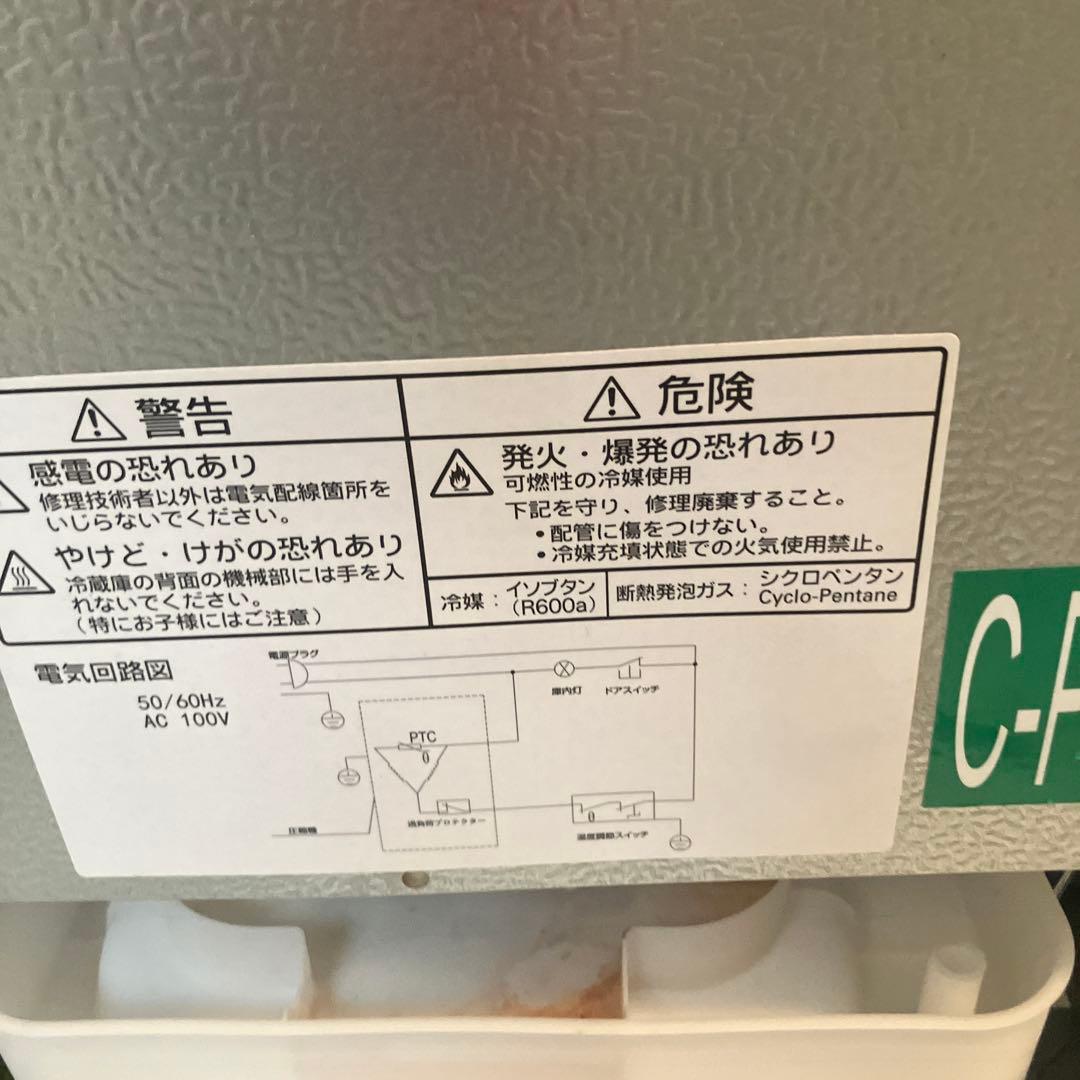 警告
感電の恐れあり
修理技術者以外は電気配線箇所を
いじらないでください。
やけど・けがの恐れあり
冷蔵庫の背面の機械部には手を入
れないでください。
(特にお子様にはご注意)
危険
発火・爆発の恐れあり
可燃性の冷媒使用
下記を守り、修理廃棄すること。
•配管に傷をつけない。
•冷媒充填状態での火気使用禁止。
冷媒:イソブタン
(R600a)
断熱発泡ガス:シクロペンタン
Cyclo-Pentane
電気回路図
50/60Hz
AC 100V
電源プラグ
庫内灯
ドアスイッチ
PTC
θ
過負荷プロテクター
圧縮機
θ
温度調節スイッチ
C-P